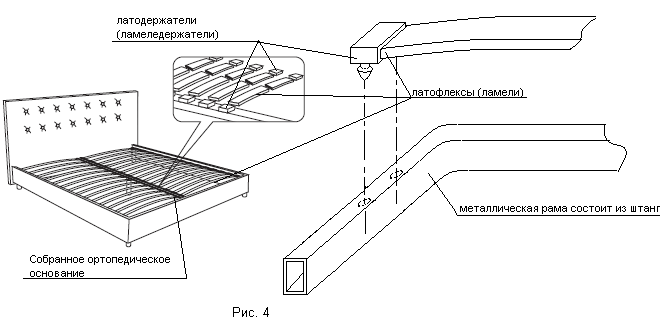 латодержатели
(ламеледержатели)
латофлексы (ламели)
металлическая рама состоит из штанг
Собранное ортопедическое
основание
Рис. 4